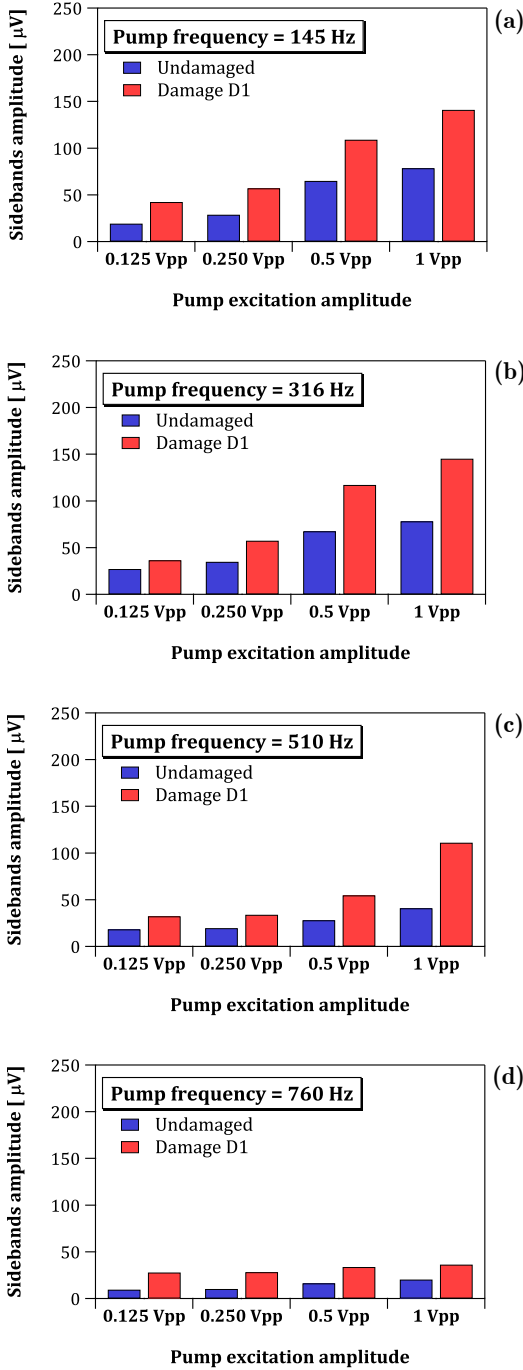 (a)
Sidebands amplitude [ μV]
250
200
150
100
50
0
Pump frequency = 145 Hz
Undamaged
Damage D1
0.125 Vpp 0.250 Vpp 0.5 Vpp 1 Vpp
Pump excitation amplitude
(b)
Sidebands amplitude [ μV]
250
200
150
100
50
0
Pump frequency = 316 Hz
Undamaged
Damage D1
0.125 Vpp 0.250 Vpp 0.5 Vpp 1 Vpp
Pump excitation amplitude
(c)
Sidebands amplitude [ μV]
250
200
150
100
50
0
Pump frequency = 510 Hz
Undamaged
Damage D1
0.125 Vpp 0.250 Vpp 0.5 Vpp 1 Vpp
Pump excitation amplitude
(d)
Sidebands amplitude [ μV]
250
200
150
100
50
0
Pump frequency = 760 Hz
Undamaged
Damage D1
0.125 Vpp 0.250 Vpp 0.5 Vpp 1 Vpp
Pump excitation amplitude